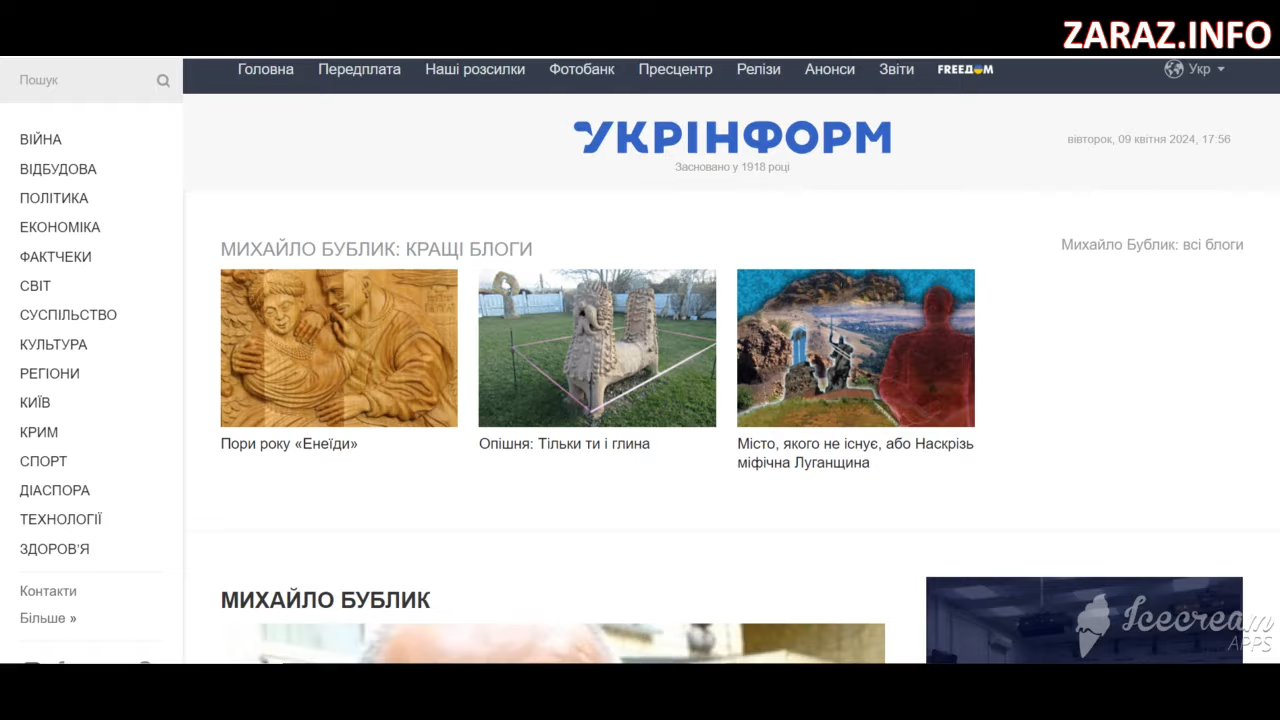 ZARAZ.INFO
Пошук
Головна Передплата Наші розсилки Фотобанк Пресцентр Релізи Анонси Звіти FREEДОМ Укр
УКРІНФОРМ
Засновано у 1918 році
вівторок, 09 квітня 2024, 17:56
ВІЙНА
ВІДБУДОВА
ПОЛІТИКА
ЕКОНОМІКА
ФАКТЧЕКИ
СВІТ
СУСПІЛЬСТВО
КУЛЬТУРА
РЕГІОНИ
КИЇВ
КРИМ
СПОРТ
ДІАСПОРА
ТЕХНОЛОГІЇ
ЗДОРОВ'Я
Контакти
Більше »
МИХАЙЛО БУБЛИК: КРАЩІ БЛОГИ
Михайло Бублик: всі блоги
Пори року «Енеїди»
Опішня: Тільки ти і глина
Місто, якого не існує, або Наскрізь
міфічна Луганщина
МИХАЙЛО БУБЛИК
Icecream
APPS